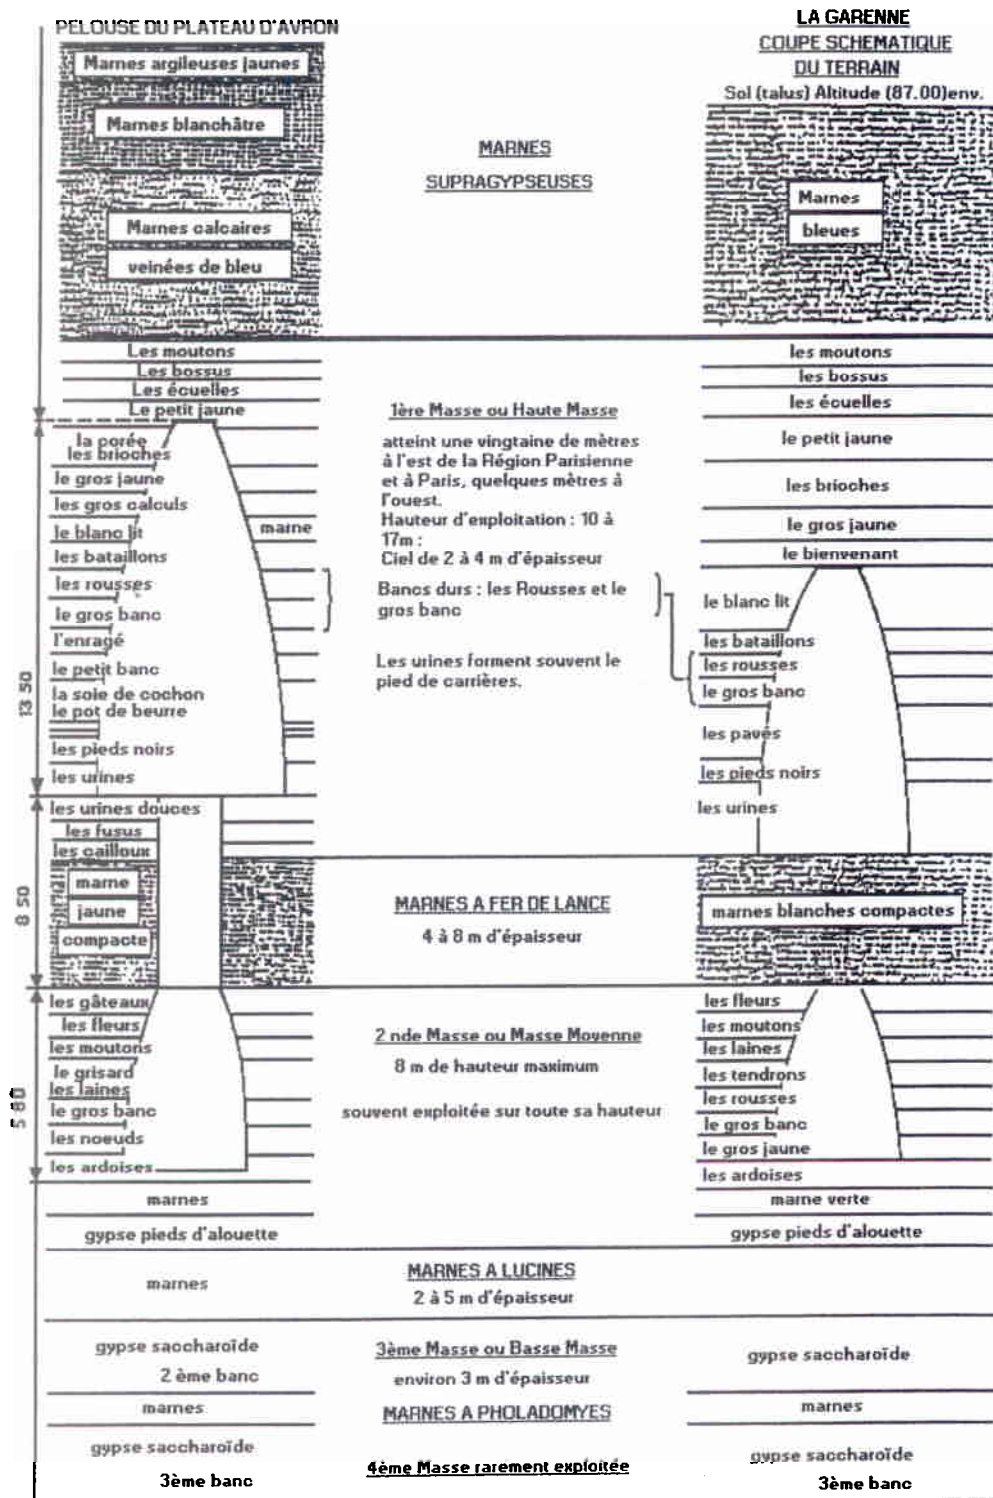 PELOUSE DU PLATEAU D'AVRON
Marnes argileuses jaunes
Marnes blanchâtre
Marnes calcaires
veinées de bleu
Les moutons
Les bossus
Les écuelles
Le petit jaune
la porée
les brioches
le gros jaune
les gros calculs
le blanc lit
marne
les bataillons
les rousses
le gros banc
l'enragé
le petit banc
la soie de cochon
le pot de beurre
les pieds noirs
les urines
13 50
les urines douces
les fusus
les cailloux
marne
jaune
compacte
8 50
les gâteaux
les fleurs
les moutons
le grisard
les laines
le gros banc
les noeuds
les ardoises
5 80
marnes
gypse pieds d'alouette
marnes
gypse saccharoïde
2 ème banc
marnes
gypse saccharoïde
3ème banc
MARNES
SUPRAGYPSEUSES
1ère Masse ou Haute Masse
atteint une vingtaine de mètres
à l'est de la Région Parisienne
et à Paris, quelques mètres à
l'ouest.
Hauteur d'exploitation : 10 à
17m :
Ciel de 2 à 4 m d'épaisseur
Bancs durs : les Rousses et le
gros banc
Les urines forment souvent le
pied de carrières.
MARNES A FER DE LANCE
4 à 8 m d'épaisseur
2 nde Masse ou Masse Moyenne
8 m de hauteur maximum
souvent exploitée sur toute sa hauteur
MARNES A LUCINES
2 à 5 m d'épaisseur
3ème Masse ou Basse Masse
environ 3 m d'épaisseur
MARNES A PHOLADOMYES
4ème Masse rarement exploitée
LA GARENNE
COUPE SCHEMATIQUE
DU TERRAIN
Sol (talus) Altitude (87.00)env.
Marnes
bleues
les moutons
les bossus
les écuelles
le petit jaune
les brioches
le gros jaune
le bienvenant
le blanc lit
les bataillons
les rousses
le gros banc
les pavés
les pieds noirs
les urines
marnes blanches compactes
les fleurs
les moutons
les laines
les tendrons
les rousses
le gros banc
le gros jaune
les ardoises
marne verte
gypse pieds d'alouette
gypse saccharoïde
marnes
gypse saccharoïde
3ème banc